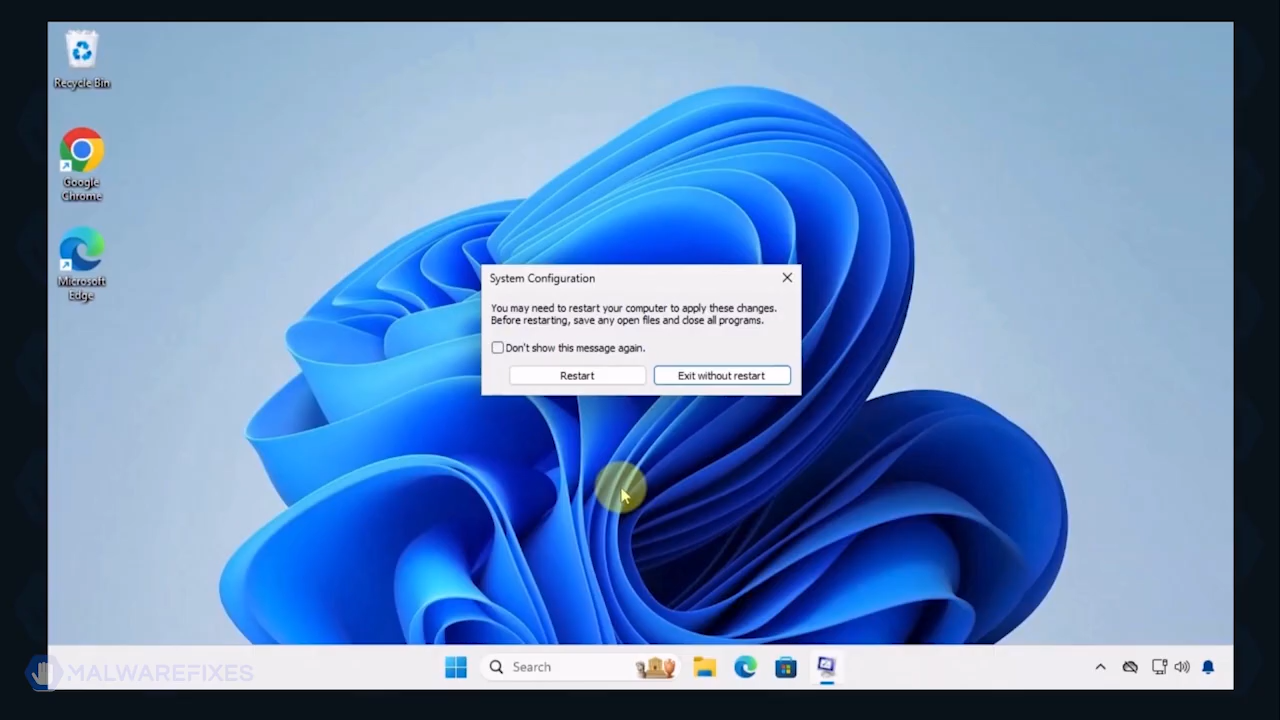 Recycle Bin
Google
Chrome
Microsoft
Edge
System Configuration
You may need to restart your computer to apply these changes.
Before restarting, save any open files and close all programs.
Don't show this message again.
Restart
Exit without restart
Search
MALWAREFIXES